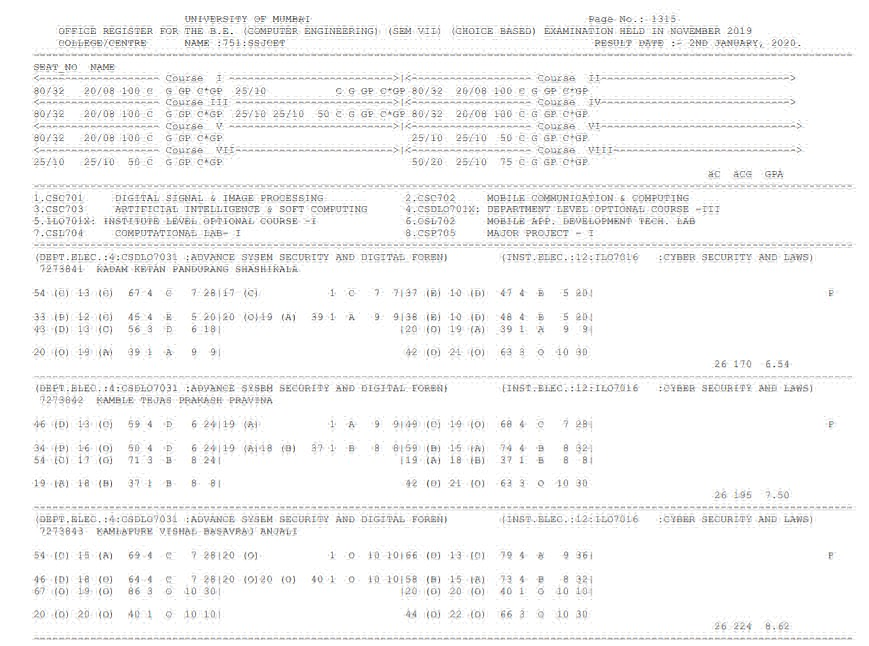 UNIVERSITY OF MUMBAI Page No.: 1315
OFFICE REGISTER FOR THE B.E. (COMPUTER ENGINEERING) (SEM VII) (CHOICE BASED) EXAMINATION HELD IN NOVEMBER 2019
COLLEGE/CENTRE NAME :751:SSJCET RESULT DATE :- 2ND JANUARY, 2020.
SEAT_NO NAME
<------------------- Course I -------------------------->|<-------------------- Course II ------------------------------>
80/32 20/08 100 C G GP C*GP 25/10 C G GP C*GP 80/32 20/08 100 C G GP C*GP
<------------------- Course III ------------------------>|<-------------------- Course IV------------------------------>
80/32 20/08 100 C G GP C*GP 25/10 25/10 50 C G GP C*GP 80/32 20/08 100 C G GP C*GP
<------------------- Course V -------------------------->|<-------------------- Course VI------------------------------->
80/32 20/08 100 C G GP C*GP 25/10 25/10 50 C G GP C*GP
<------------------- Course VII------------------------->|<-------------------- Course VIII----------------------------->
25/10 25/10 50 C G GP C*GP 50/20 25/10 75 C G GP C*GP
äC äCG GPA
1.CSC701 DIGITAL SIGNAL & IMAGE PROCESSING 2.CSC702 MOBILE COMMUNICATION & COMPUTING
3.CSC703 ARTIFICIAL INTELLIGENCE & SOFT COMPUTING 4.CSDLO701X: DEPARTMENT LEVEL OPTIONAL COURSE -III
5.ILO701X: INSTITUTE LEVEL OPTIONAL COURSE -I 6.CSL702 MOBILE APP. DEVELOPMENT TECH. LAB
7.CSL704 COMPUTATIONAL LAB- I 8.CSP705 MAJOR PROJECT - I
(DEPT.ELEC.:4:CSDLO7031 :ADVANCE SYSEM SECURITY AND DIGITAL FOREN) (INST.ELEC.:12:ILO7016 :CYBER SECURITY AND LAWS)
7273841 KADAM KETAN PANDURANG SHASHIKALA
54 (C) 13 (C) 67 4 C 7 28|17 (C) 1 C 7 7|37 (E) 10 (D) 47 4 E 5 20| P
33 (P) 12 (C) 45 4 E 5 20|20 (O)19 (A) 39 1 A 9 9|38 (E) 10 (D) 48 4 E 5 20|
43 (D) 13 (C) 56 3 D 6 18| |20 (O) 19 (A) 39 1 A 9 9|
20 (O) 19 (A) 39 1 A 9 9| 42 (O) 21 (O) 63 3 O 10 30
26 170 6.54
(DEPT.ELEC.:4:CSDLO7031 :ADVANCE SYSEM SECURITY AND DIGITAL FOREN) (INST.ELEC.:12:ILO7016 :CYBER SECURITY AND LAWS)
7273842 KAMBLE TEJAS PRAKASH PRAVINA
46 (D) 13 (C) 59 4 D 6 24|19 (A) 1 A 9 9|49 (C) 19 (O) 68 4 C 7 28| P
34 (P) 16 (O) 50 4 D 6 24|19 (A)18 (B) 37 1 B 8 8|59 (B) 15 (A) 74 4 B 8 32|
54 (C) 17 (O) 71 3 B 8 24| |19 (A) 18 (B) 37 1 B 8 8|
19 (A) 18 (B) 37 1 B 8 8| 42 (O) 21 (O) 63 3 O 10 30
26 195 7.50
(DEPT.ELEC.:4:CSDLO7031 :ADVANCE SYSEM SECURITY AND DIGITAL FOREN) (INST.ELEC.:12:ILO7016 :CYBER SECURITY AND LAWS)
7273843 KAMLAPURE VISHAL BASAVRAJ ANJALI
54 (C) 15 (A) 69 4 C 7 28|20 (O) 1 O 10 10|66 (O) 13 (C) 79 4 A 9 36| P
46 (D) 18 (O) 64 4 C 7 28|20 (O)20 (O) 40 1 O 10 10|58 (B) 15 (A) 73 4 B 8 32|
67 (O) 19 (O) 86 3 O 10 30| |20 (O) 20 (O) 40 1 O 10 10|
20 (O) 20 (O) 40 1 O 10 10| 44 (O) 22 (O) 66 3 O 10 30
26 224 8.62